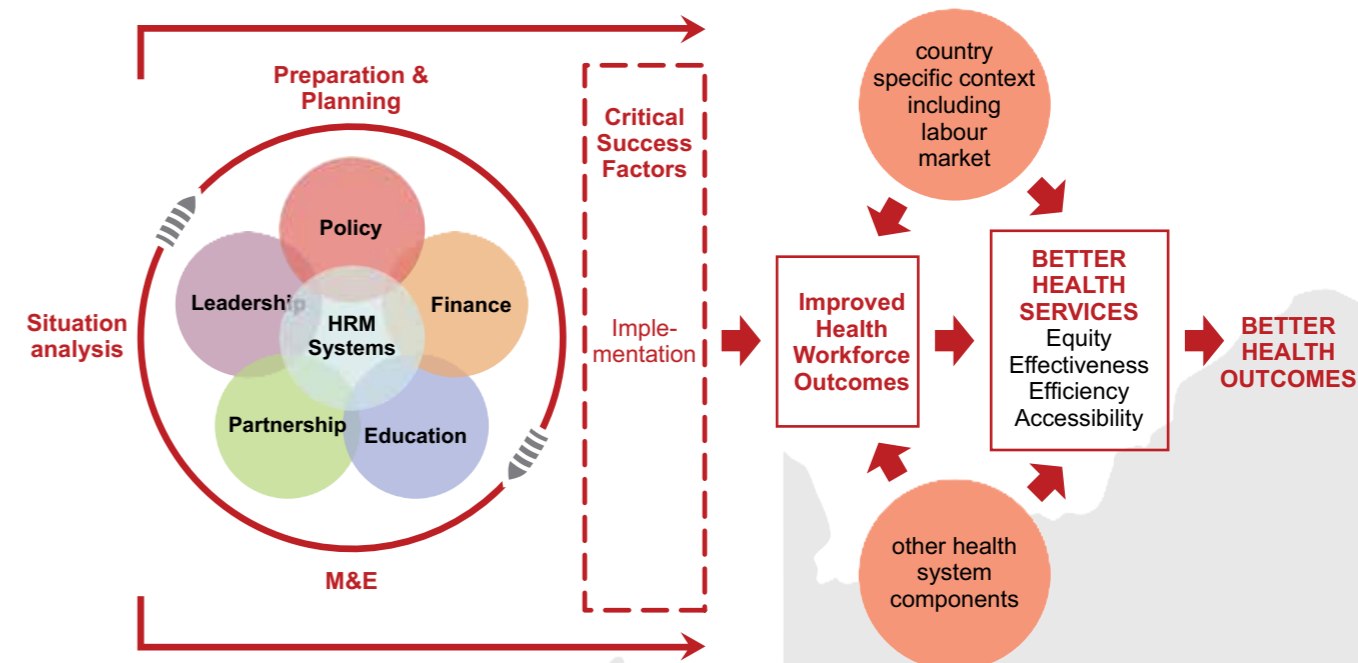 Preparation &
Planning
Situation
analysis
Policy
Leadership
Finance
HRM
Systems
Partnership
Education
M&E
Critical
Success
Factors
Imple-
mentation
country
specific context
including
labour
market
Improved
Health
Workforce
Outcomes
BETTER
HEALTH
SERVICES
Equity
Effectiveness
Efficiency
Accessibility
other health
system
components
BETTER
HEALTH
OUTCOMES